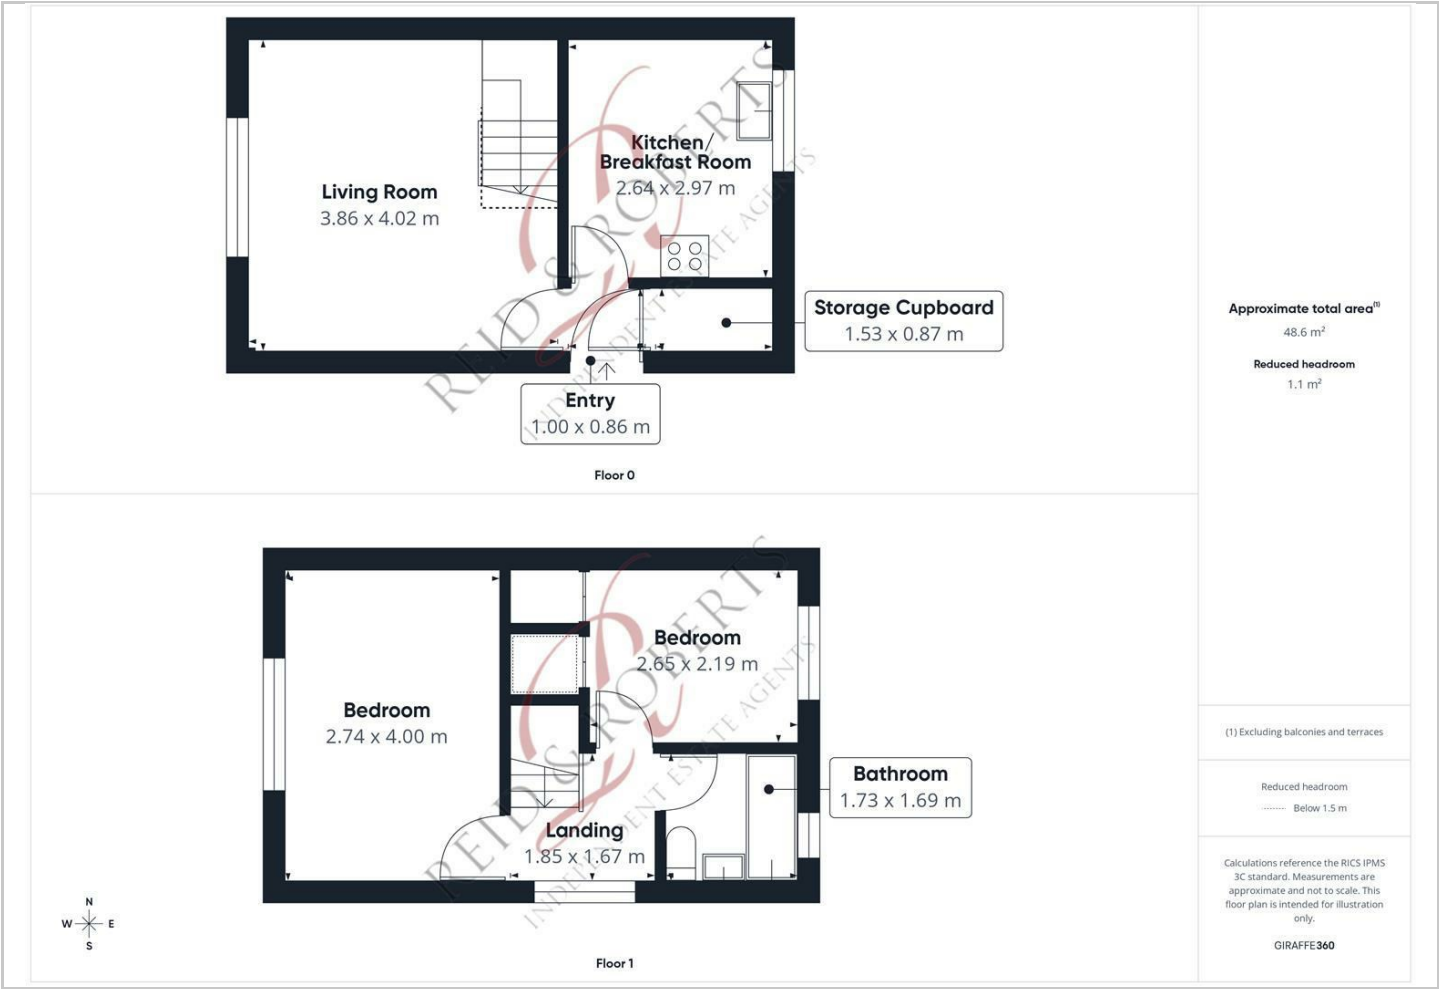 Living Room
3.86 x 4.02 m
Kitchen/
Breakfast Room
2.64 x 2.97 m
Storage Cupboard
1.53 x 0.87 m
Entry
1.00 x 0.86 m
Floor 0
REID & ROBERTS
INDEPENDENT ESTATE AGENTS
Approximate total area(1)
48.6 m²
Reduced headroom
1.1 m²
Bedroom
2.74 x 4.00 m
Bedroom
2.65 x 2.19 m
Bathroom
1.73 x 1.69 m
Landing
1.85 x 1.67 m
REID & ROBERTS
INDEPENDENT ESTATE AGENTS
N
W E
S
Floor 1
(1) Excluding balconies and terraces
Reduced headroom
Below 1.5 m
Calculations reference the RICS IPMS
3C standard. Measurements are
approximate and not to scale. This
floor plan is intended for illustration
only.
GIRAFFE360